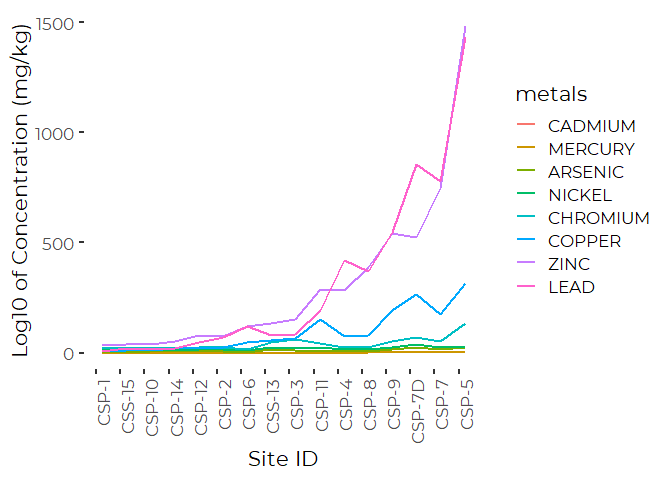 Log10 of Concentration (mg/kg)
1500
1000
500
0
CSP-1
CSS-15
CSP-10
CSP-14
CSP-12
CSP-2
CSP-6
CSS-13
CSP-3
CSP-11
CSP-4
CSP-8
CSP-9
CSP-7D
CSP-7
CSP-5
Site ID
metals
CADMIUM
MERCURY
ARSENIC
NICKEL
CHROMIUM
COPPER
ZINC
LEAD